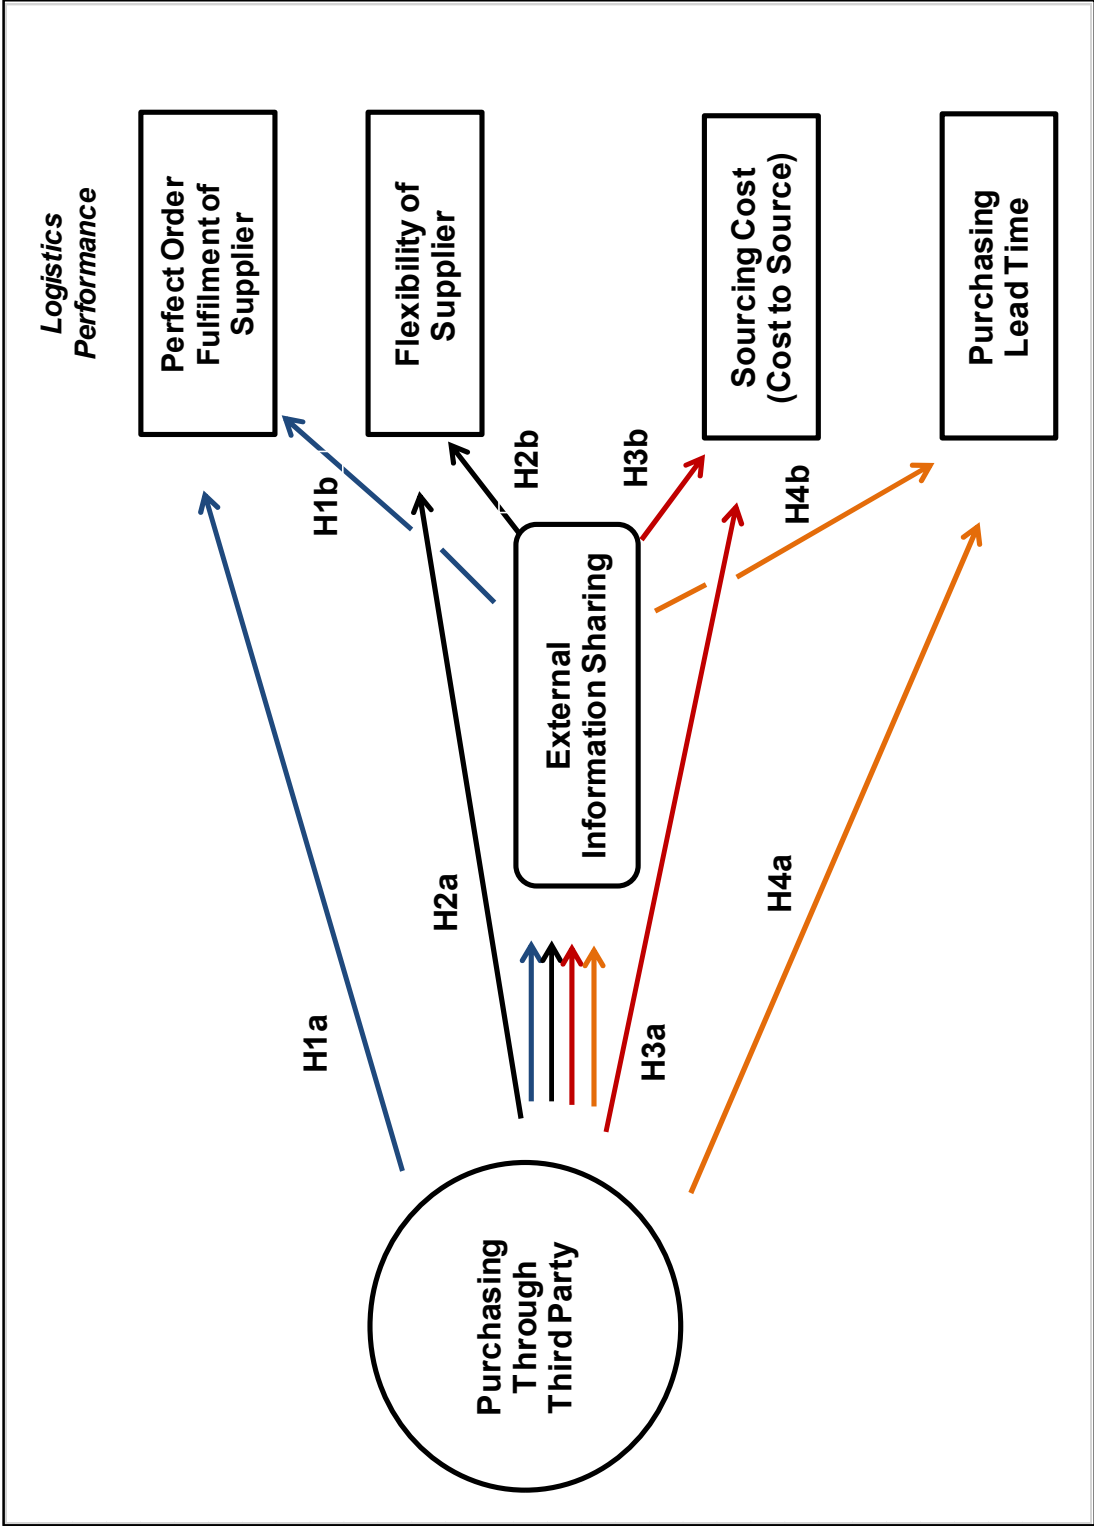 Logistics
Performance
Perfect Order
Fulfilment of
Supplier
Flexibility of
Supplier
Sourcing Cost
(Cost to Source)
Purchasing
Lead Time
H1a
H1b
H2a
H2b
H3a
H3b
H4a
H4b
External
Information Sharing
Purchasing
Through
Third Party